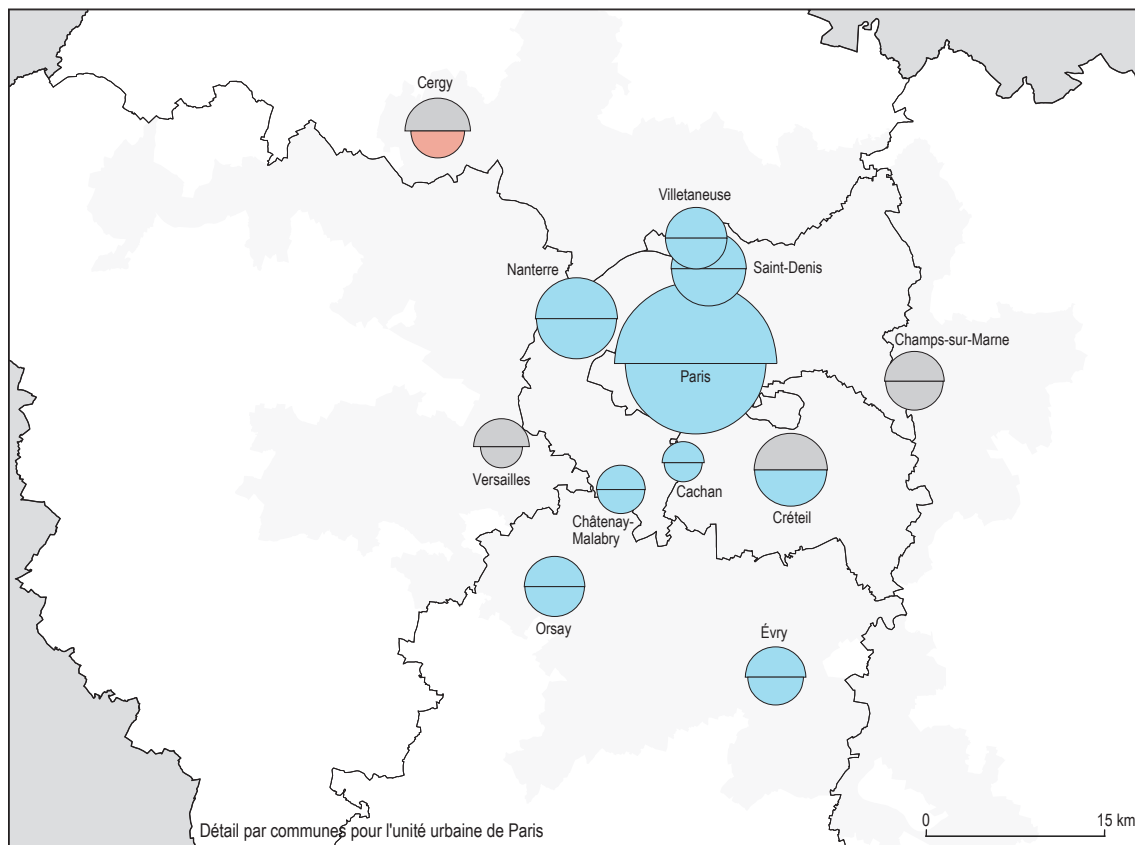 Cergy
Villetaneuse
Nanterre
Saint-Denis
Champs-sur-Marne
Paris
Versailles
Cachan
Créteil
Châtenay-
Malabry
Orsay
Évry
Détail par communes pour l'unité urbaine de Paris
0 15 km